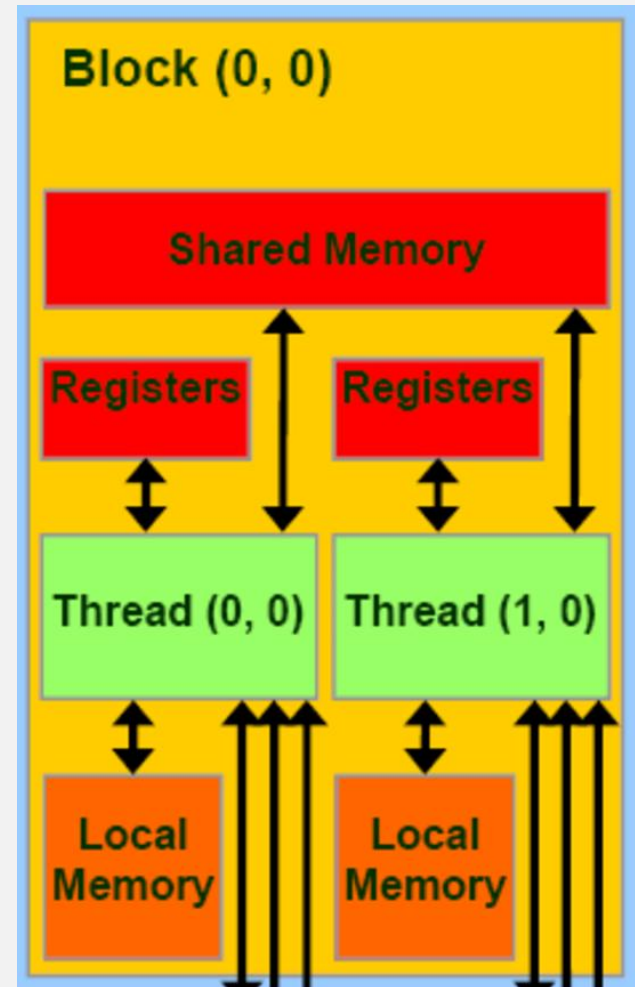 Block (0, 0)
Shared Memory
Registers
Registers
Thread (0, 0)
Thread (1, 0)
Local
Memory
Local
Memory